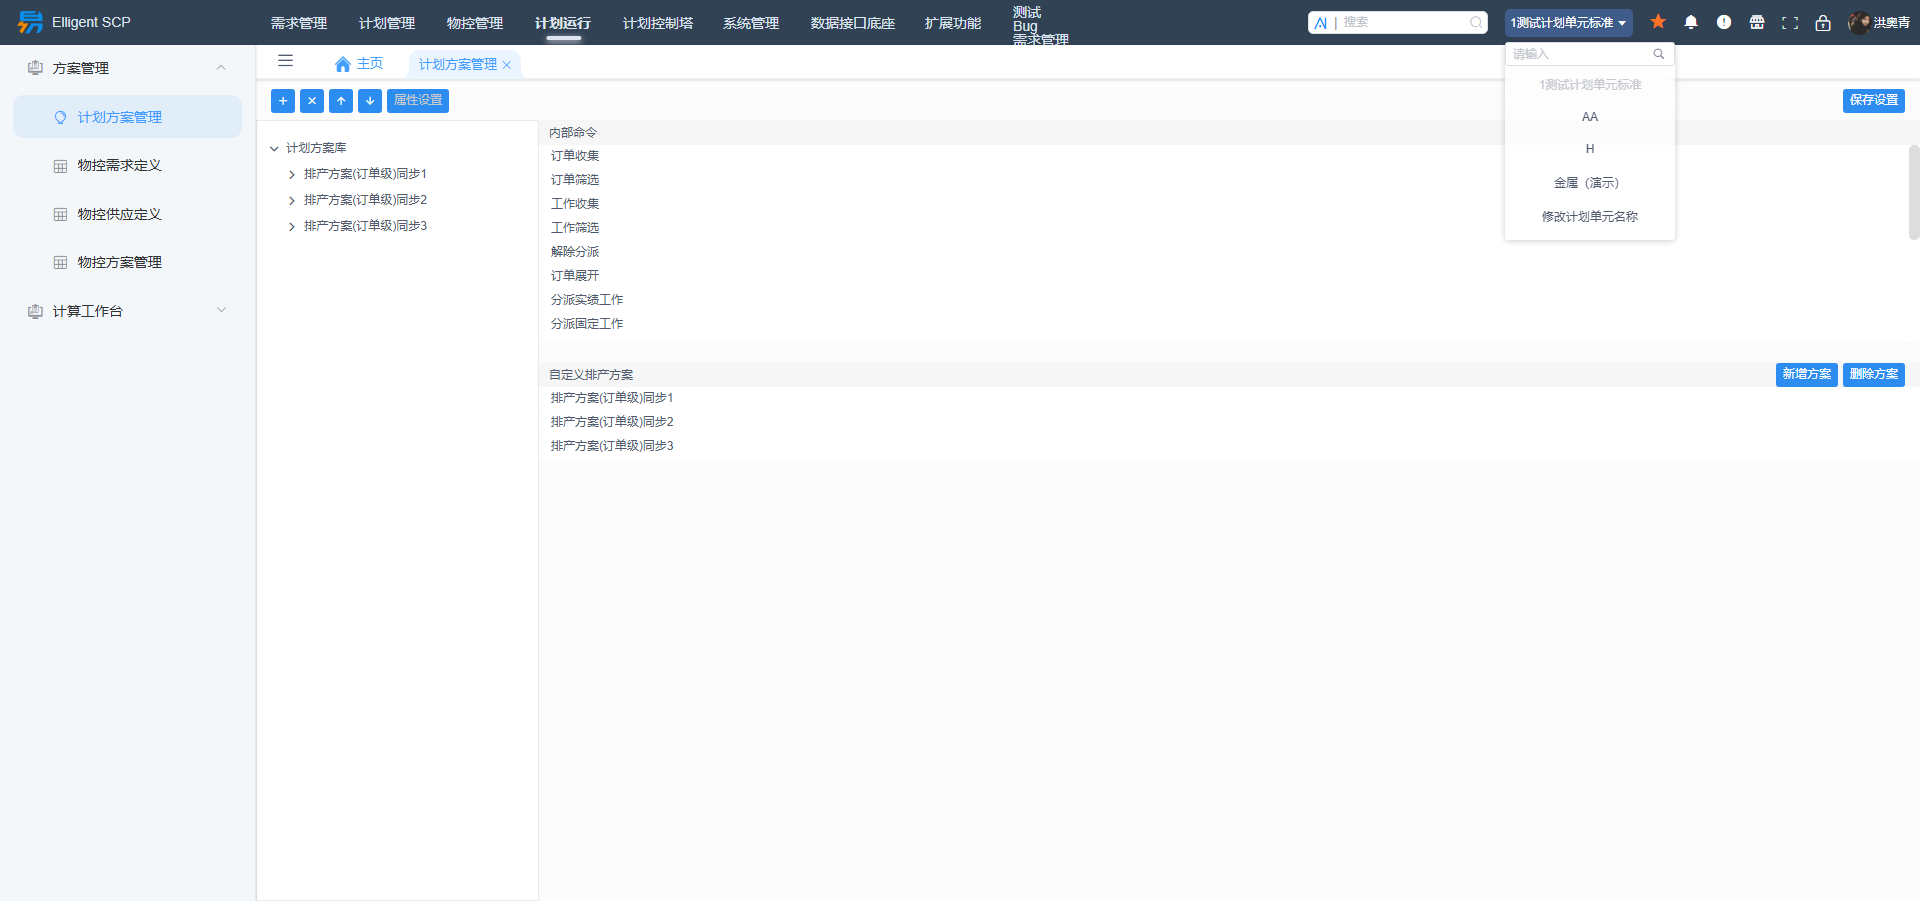 Elligent SCP
需求管理
计划管理
物控管理
计划运行
计划控制塔
系统管理
数据接口底座
扩展功能
测试
Bug
需求管理
AI | 搜索
1测试计划单元标准
洪奥青
方案管理
计划方案管理
物控需求定义
物控供应定义
物控方案管理
计算工作台
主页
计划方案管理
属性设置
保存设置
请输入
1测试计划单元标准
AA
H
金属（演示）
修改计划单元名称
计划方案库
排产方案(订单级)同步1
排产方案(订单级)同步2
排产方案(订单级)同步3
内部命令
订单收集
订单筛选
工作收集
工作筛选
解除分派
订单展开
分派实绩工作
分派固定工作
自定义排产方案
新增方案
删除方案
排产方案(订单级)同步1
排产方案(订单级)同步2
排产方案(订单级)同步3